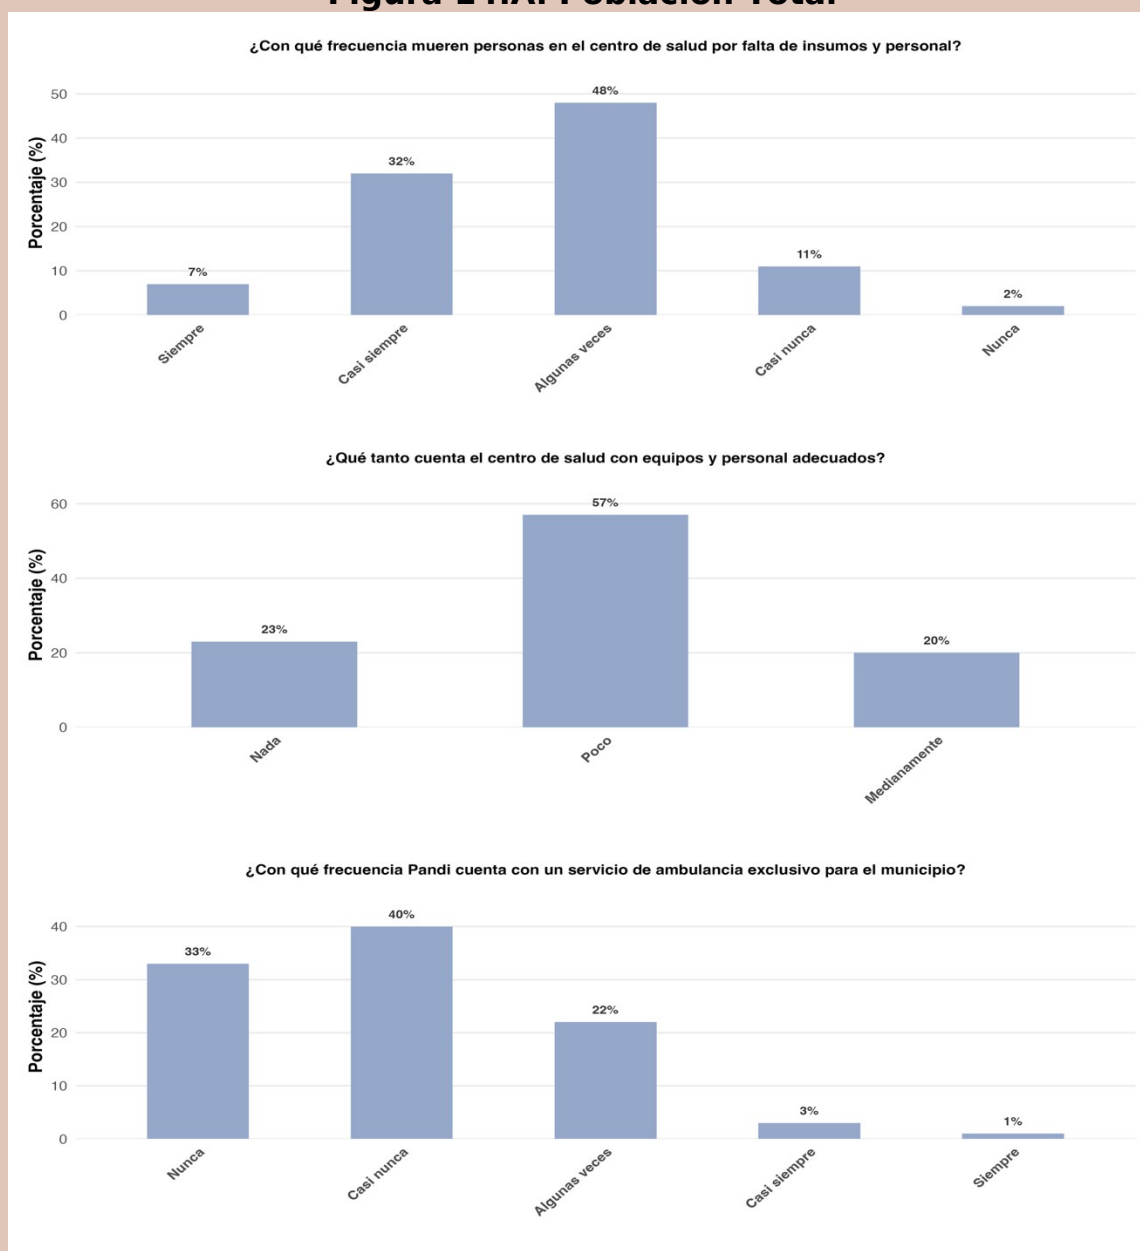 Población Total
¿Con qué frecuencia mueren personas en el centro de salud por falta de insumos y personal?
Porcentaje (%)
50
40
30
20
10
0
7%
32%
48%
11%
2%
Siempre
Casi siempre
Algunas veces
Casi nunca
Nunca
¿Qué tanto cuenta el centro de salud con equipos y personal adecuados?
Porcentaje (%)
60
40
20
0
23%
57%
20%
Nada
Poco
Medianamente
¿Con qué frecuencia Pandi cuenta con un servicio de ambulancia exclusivo para el municipio?
Porcentaje (%)
40
30
20
10
0
33%
40%
22%
3%
1%
Nunca
Casi nunca
Algunas veces
Casi siempre
Siempre